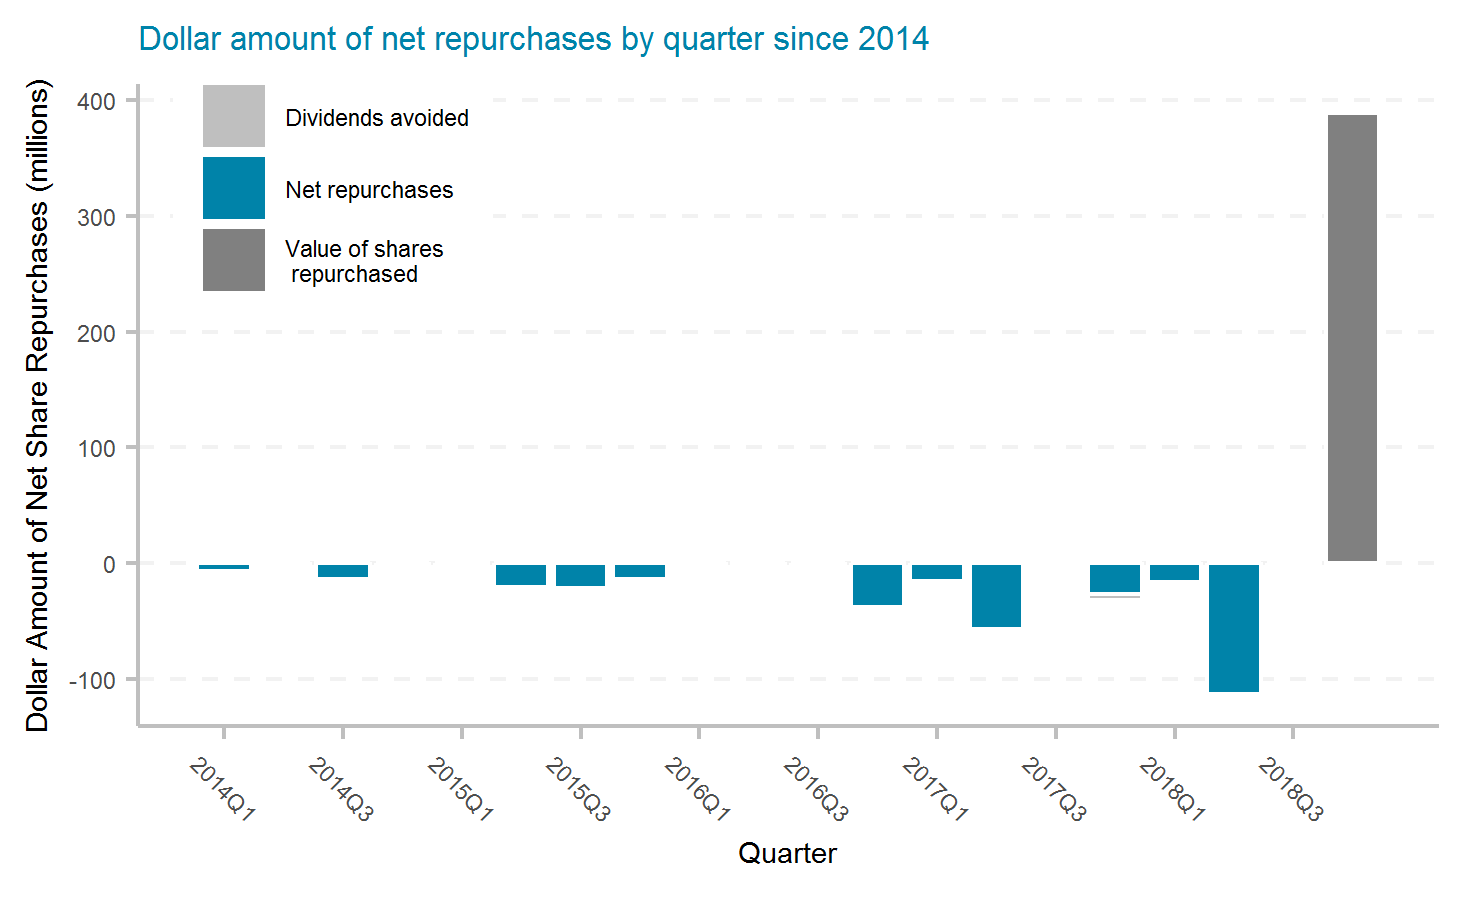 Dollar amount of net repurchases by quarter since 2014
Dollar Amount of Net Share Repurchases (millions)
400
300
200
100
0
-100
Dividends avoided
Net repurchases
Value of shares
repurchased
2014Q1
2014Q3
2015Q1
2015Q3
2016Q1
2016Q3
2017Q1
2017Q3
2018Q1
2018Q3
Quarter